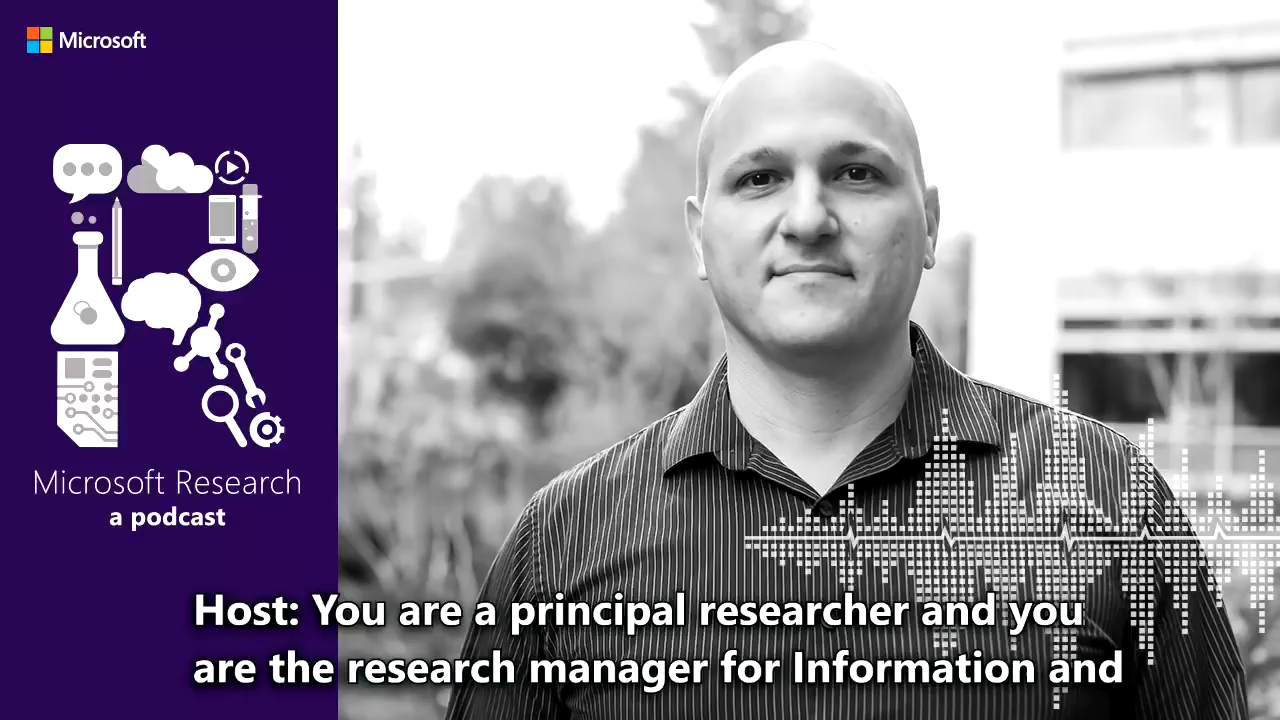 Microsoft
Microsoft Research
a podcast
Host: You are a principal researcher and you
are the research manager for Information and